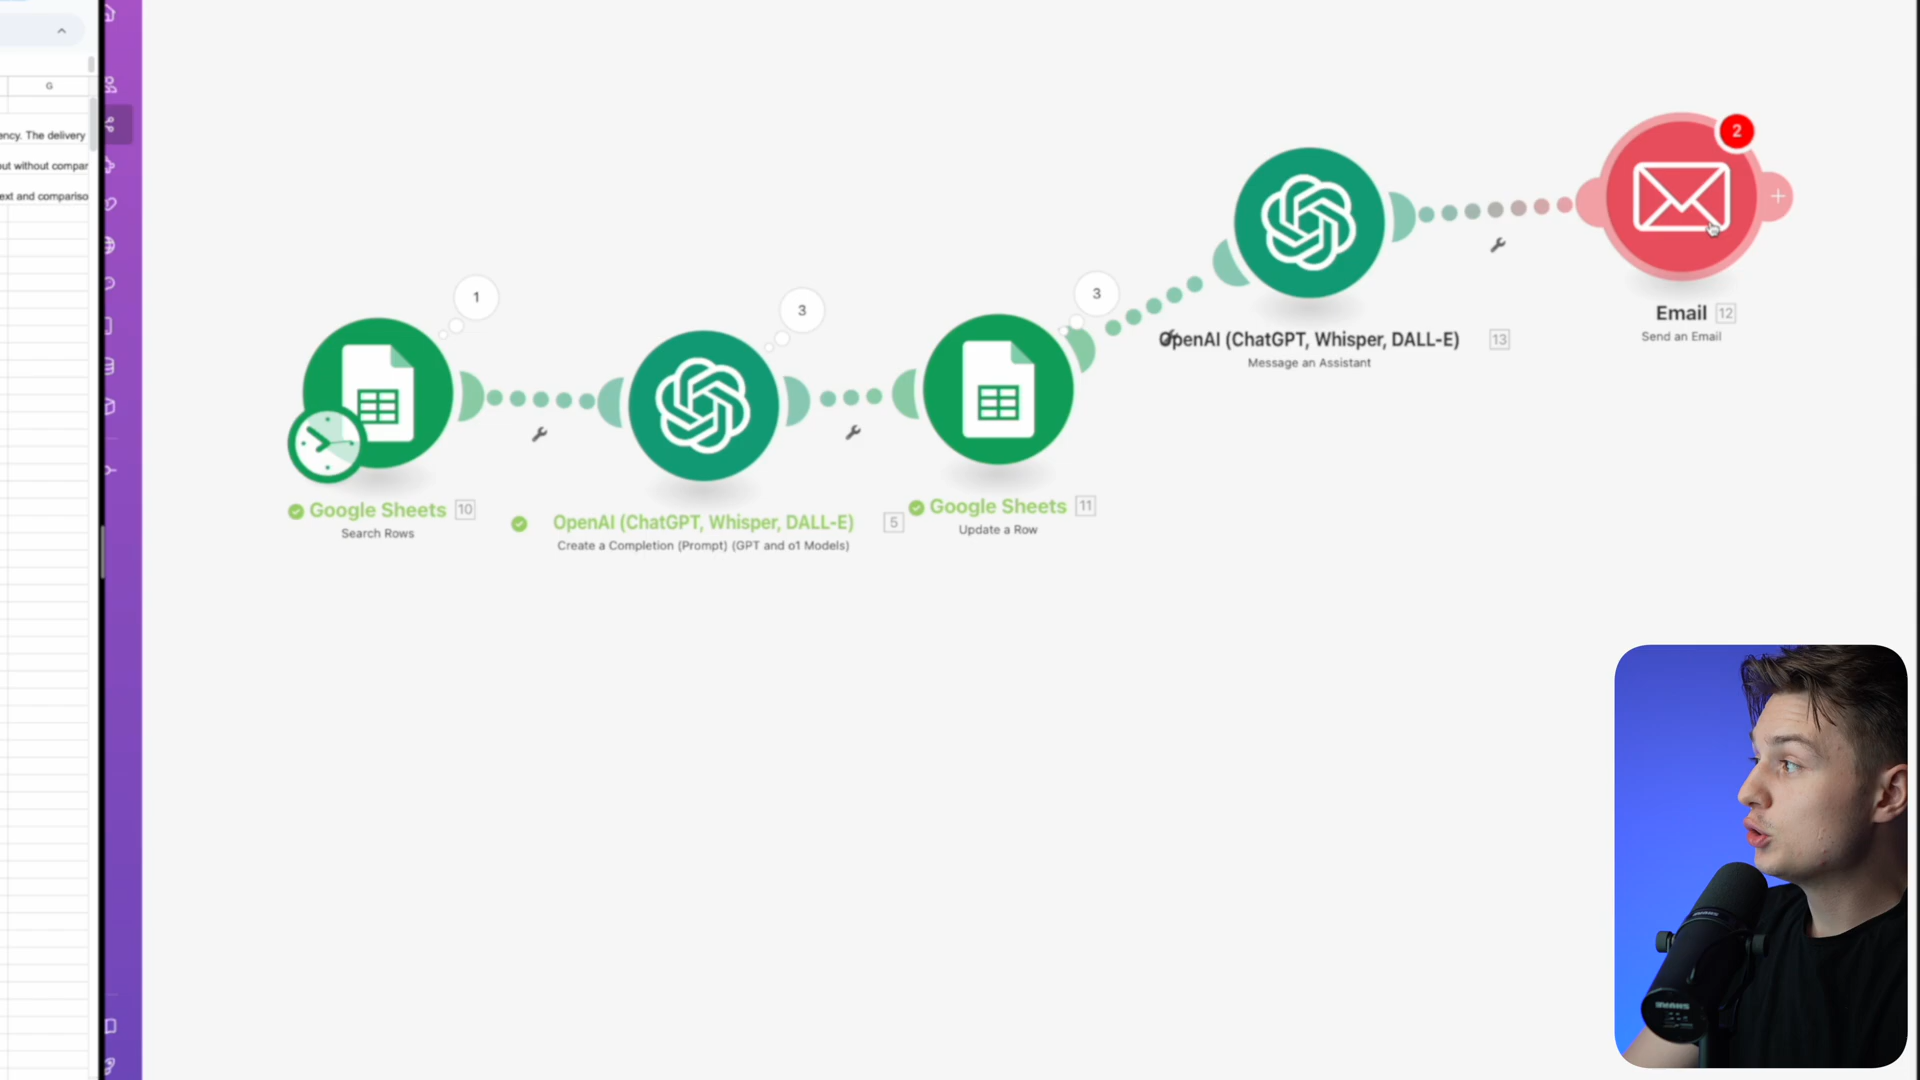 G
ency. The delivery
out without compar
ext and compariso
2
1
3
3
OpenAI (ChatGPT, Whisper, DALL-E) 13
Message an Assistant
Email 12
Send an Email
Google Sheets 10
Search Rows
OpenAI (ChatGPT, Whisper, DALL-E) 5
Create a Completion (Prompt) (GPT and o1 Models)
Google Sheets 11
Update a Row